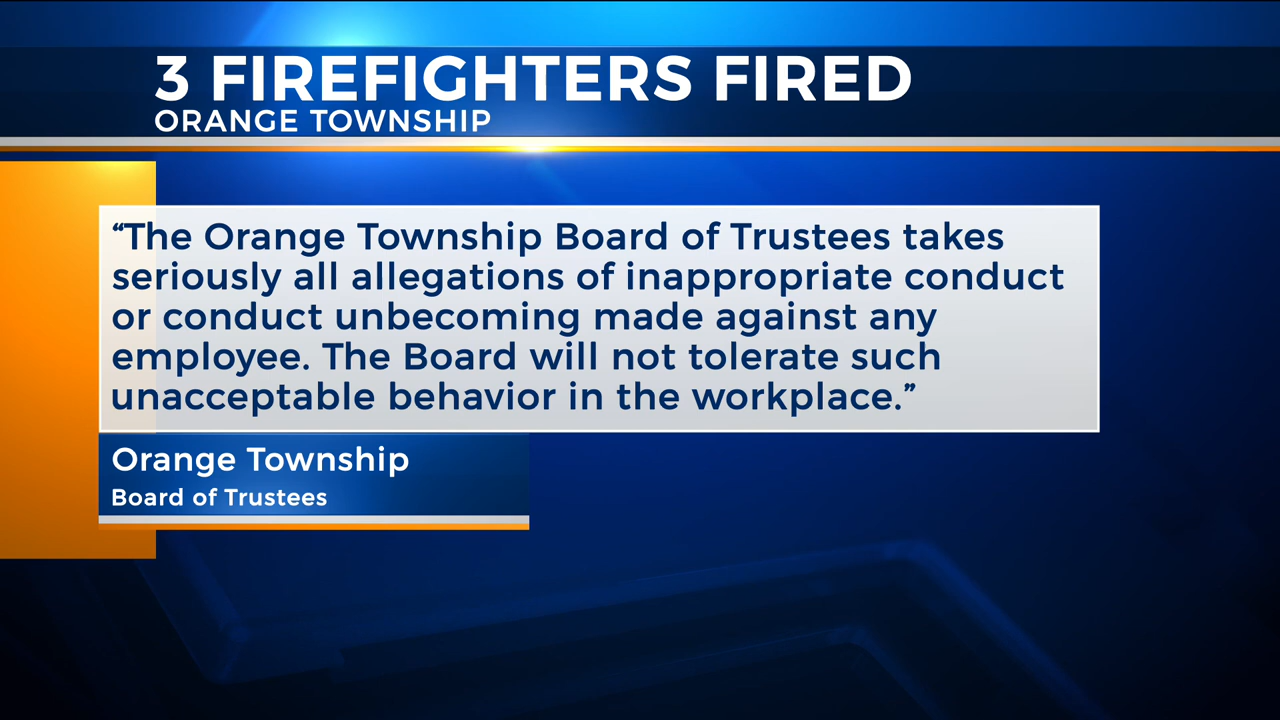 3 FIREFIGHTERS FIRED
ORANGE TOWNSHIP
“The Orange Township Board of Trustees takes
seriously all allegations of inappropriate conduct
or conduct unbecoming made against any
employee. The Board will not tolerate such
unacceptable behavior in the workplace.”
Orange Township
Board of Trustees